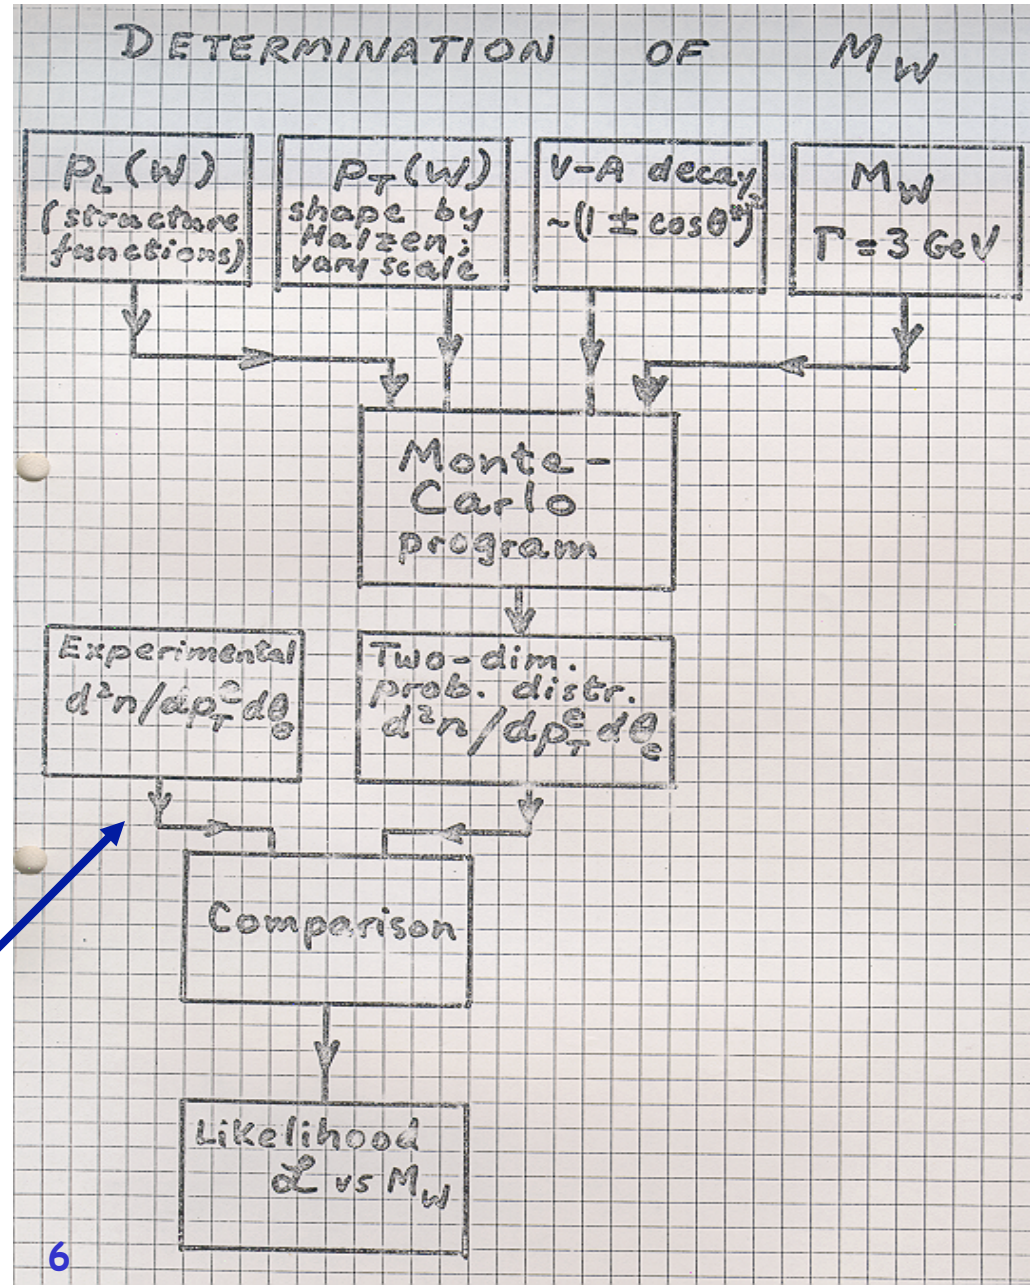 DETERMINATION OF M_W
P_L (W)
(structure
functions)
P_T (W)
shape by
Halzen;
vary scale
V-A decay
~(1 ± cosθ*)²
M_W
Γ = 3 GeV
Monte-
Carlo
program
Experimental
d²n/dp_T^e dθ_e
Two-dim.
prob. distr.
d²n/dp_T^e dθ_e
Comparison
Likelihood
ℒ vs M_W
6